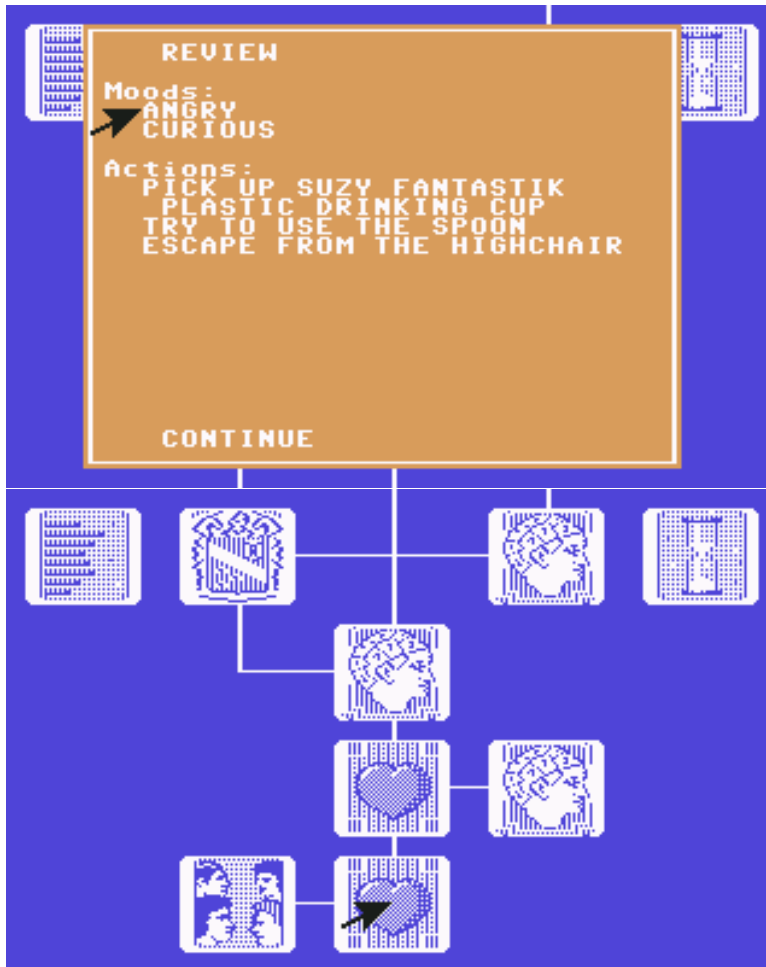 REVIEW
Moods:
ANGRY
CURIOUS
Actions:
PICK UP SUZY FANTASTIK
PLASTIC DRINKING CUP
TRY TO USE THE SPOON
ESCAPE FROM THE HIGHCHAIR
CONTINUE